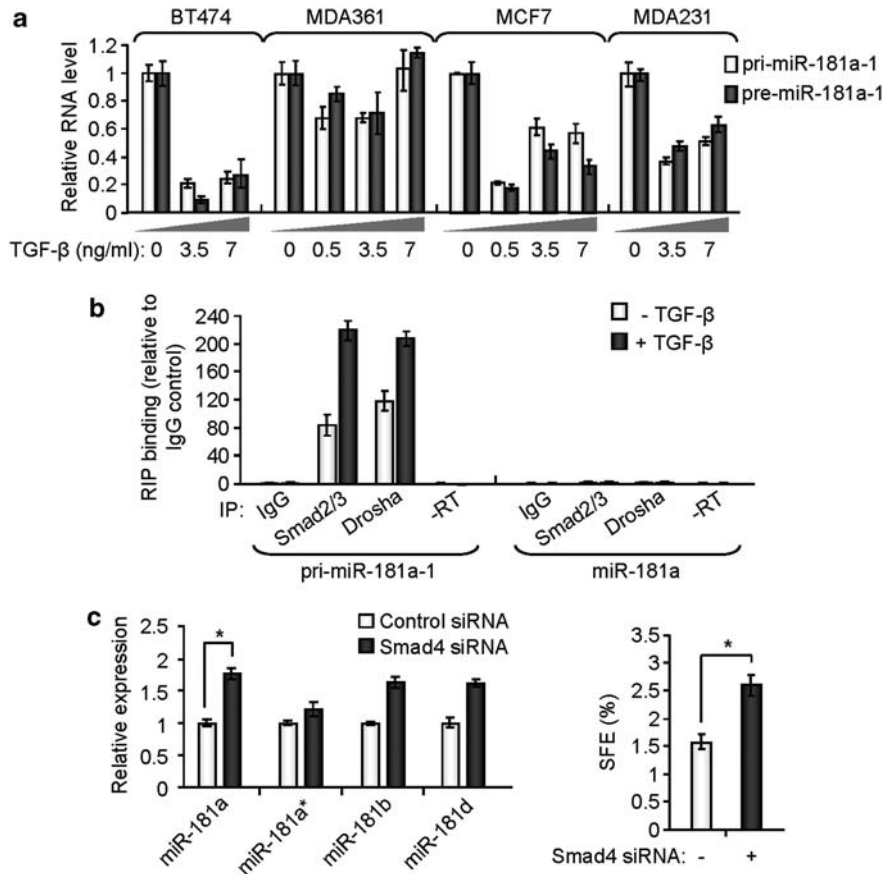 a
BT474 MDA361 MCF7 MDA231
Relative RNA level
1.2
1
0.8
0.6
0.4
0.2
0
pri-miR-181a-1
pre-miR-181a-1
TGF-β (ng/ml): 0 3.5 7 0 0.5 3.5 7 0 0.5 3.5 7 0 3.5 7
b
RIP binding (relative to
IgG control)
240
200
160
120
80
40
0
- TGF-β
+ TGF-β
IP: IgG Smad2/3 Drosha -RT IgG Smad2/3 Drosha -RT
pri-miR-181a-1 miR-181a
c
Relative expression
2.5
2
1.5
1
0.5
0
Control siRNA
Smad4 siRNA
*
miR-181a miR-181a* miR-181b miR-181d
SFE (%)
3.5
3
2.5
2
1.5
1
0
*
Smad4 siRNA: - +